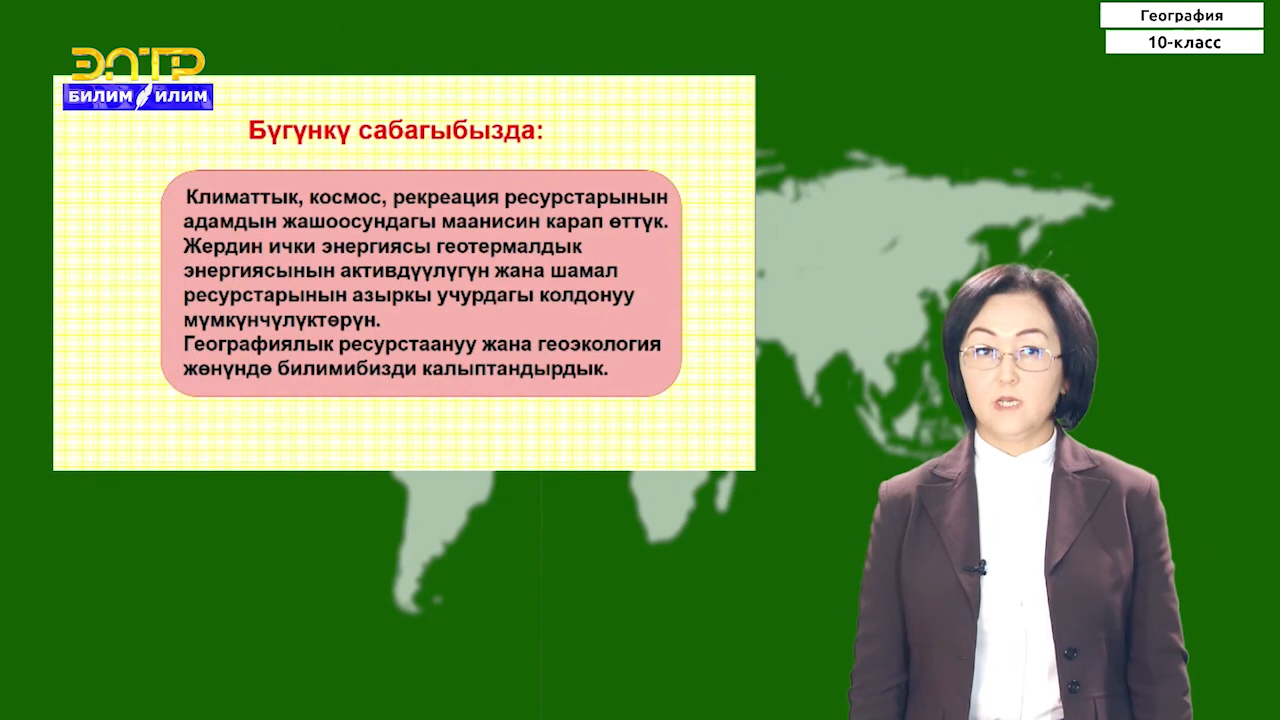 География
10-класс
ЭЛТР
БИЛИМ ИЛИМ
Бүгүнкү сабагыбызда:
Климаттык, космос, рекреация ресурстарынын
адамдын жашоосундагы маанисин карап өттүк.
Жердин ички энергиясы геотермалдык
энергиясынын активдүүлүгүн жана шамал
ресурстарынын азыркы учурдагы колдонуу
мүмкүнчүлүктөрүн.
Географиялык ресурстаануу жана геоэкология
жөнүндө билимибизди калыптандырдык.